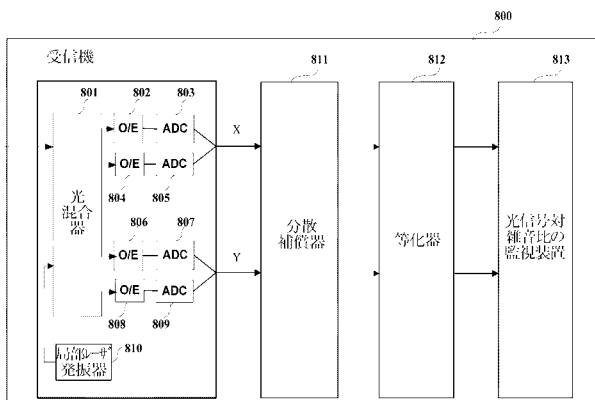 800
受信機
801 802 803
811
812
813
O/E ADC
X
O/E ADC
804 805
光混合器
806 807
O/E ADC
Y
O/E ADC
808 809
810
局部レーザ
発振器
分散
補償器
等化器
光信号対
雑音比の
監視装置